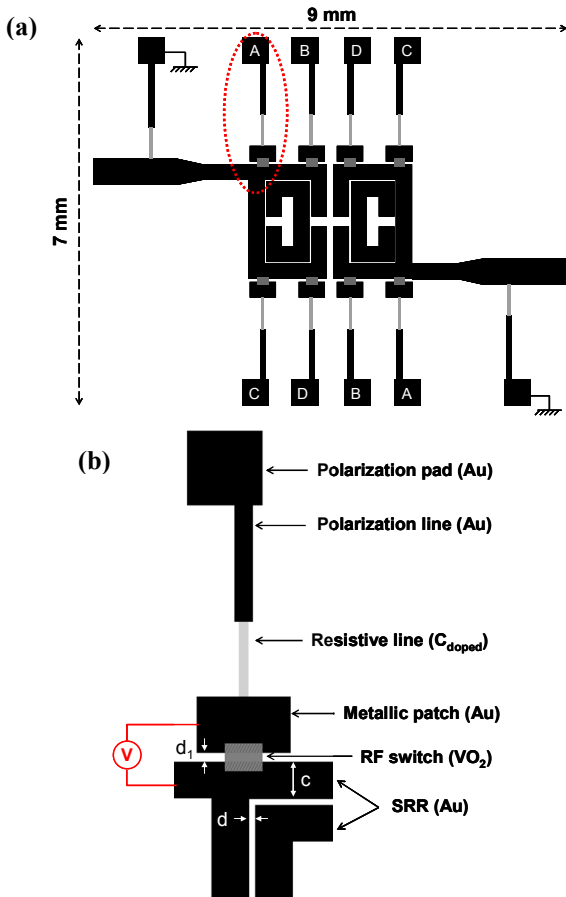 (a)
9 mm
7 mm
A B D C
C D B A
(b)
Polarization pad (Au)
Polarization line (Au)
Resistive line (Cdoped)
Metallic patch (Au)
V
d1
RF switch (VO2)
c
SRR (Au)
d